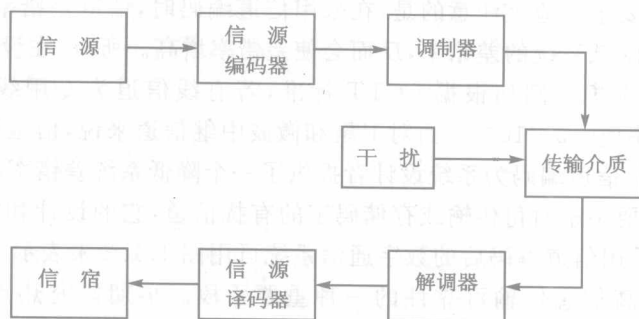 信 源
信 源
编码器
调制器
干 扰
传输介质
信 宿
信 源
译码器
解调器